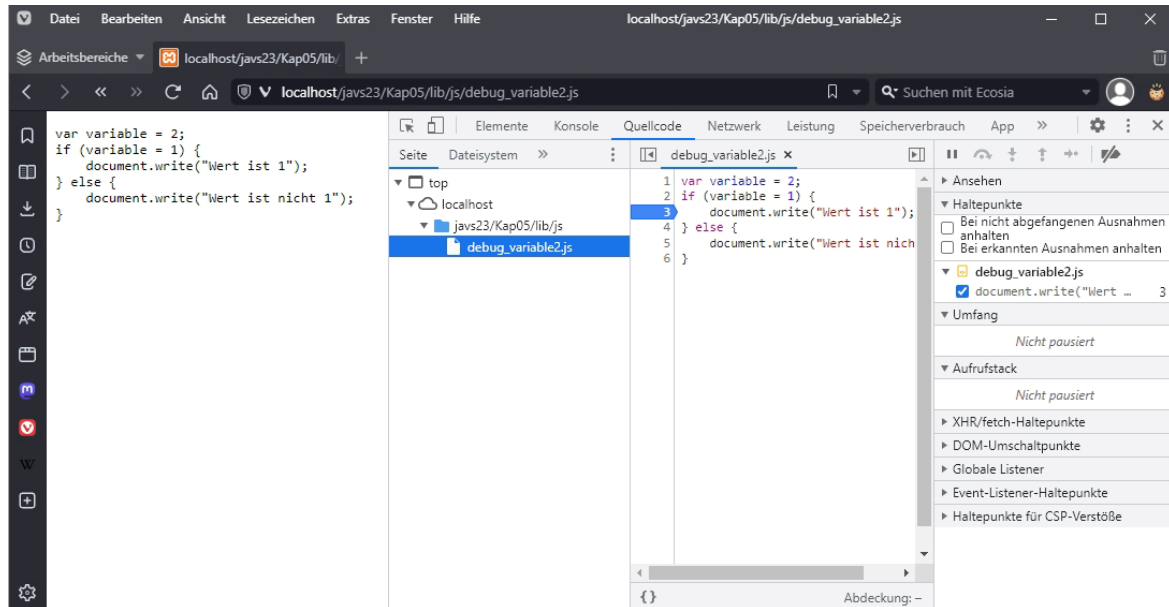 Datei Bearbeiten Ansicht Lesezeichen Extras Fenster Hilfe localhost/javs23/Kap05/lib/js/debug_variable2.js
Arbeitsbereiche localhost/javs23/Kap05/lib/
localhost/javs23/Kap05/lib/js/debug_variable2.js Suchen mit Ecosia
var variable = 2;
if (variable = 1) {
    document.write("Wert ist 1");
} else {
    document.write("Wert ist nicht 1");
}
Elemente Konsole Quellcode Netzwerk Leistung Speicherverbrauch App
Seite Dateisystem
top
localhost
javs23/Kap05/lib/js
debug_variable2.js
debug_variable2.js
1 var variable = 2;
2 if (variable = 1) {
3     document.write("Wert ist 1");
4 } else {
5     document.write("Wert ist nich
6 }
{} Abdeckung: –
Ansehen
Haltepunkte
Bei nicht abgefangenen Ausnahmen
anhalten
Bei erkannten Ausnahmen anhalten
debug_variable2.js
document.write("Wert … 3
Umfang
Nicht pausiert
Aufrufstack
Nicht pausiert
XHR/fetch-Haltepunkte
DOM-Umschaltpunkte
Globale Listener
Event-Listener-Haltepunkte
Haltepunkte für CSP-Verstöße